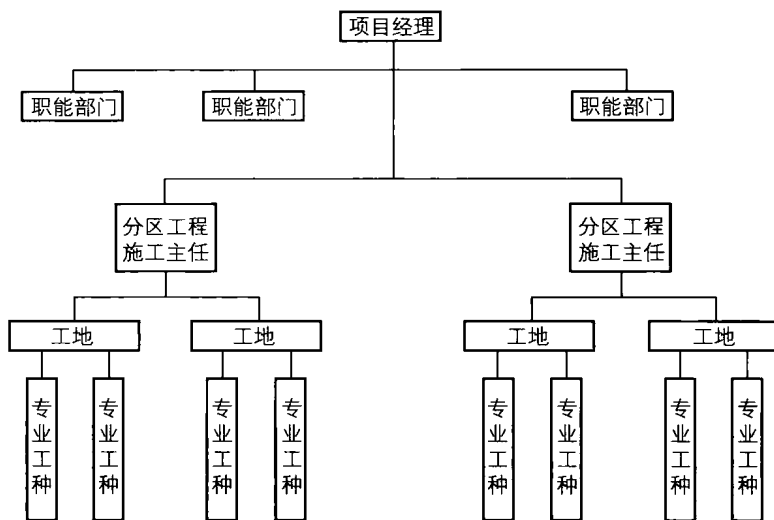 项目经理
职能部门
职能部门
职能部门
分区工程
施工主任
分区工程
施工主任
工地
工地
工地
工地
专业工种
专业工种
专业工种
专业工种
专业工种
专业工种
专业工种
专业工种